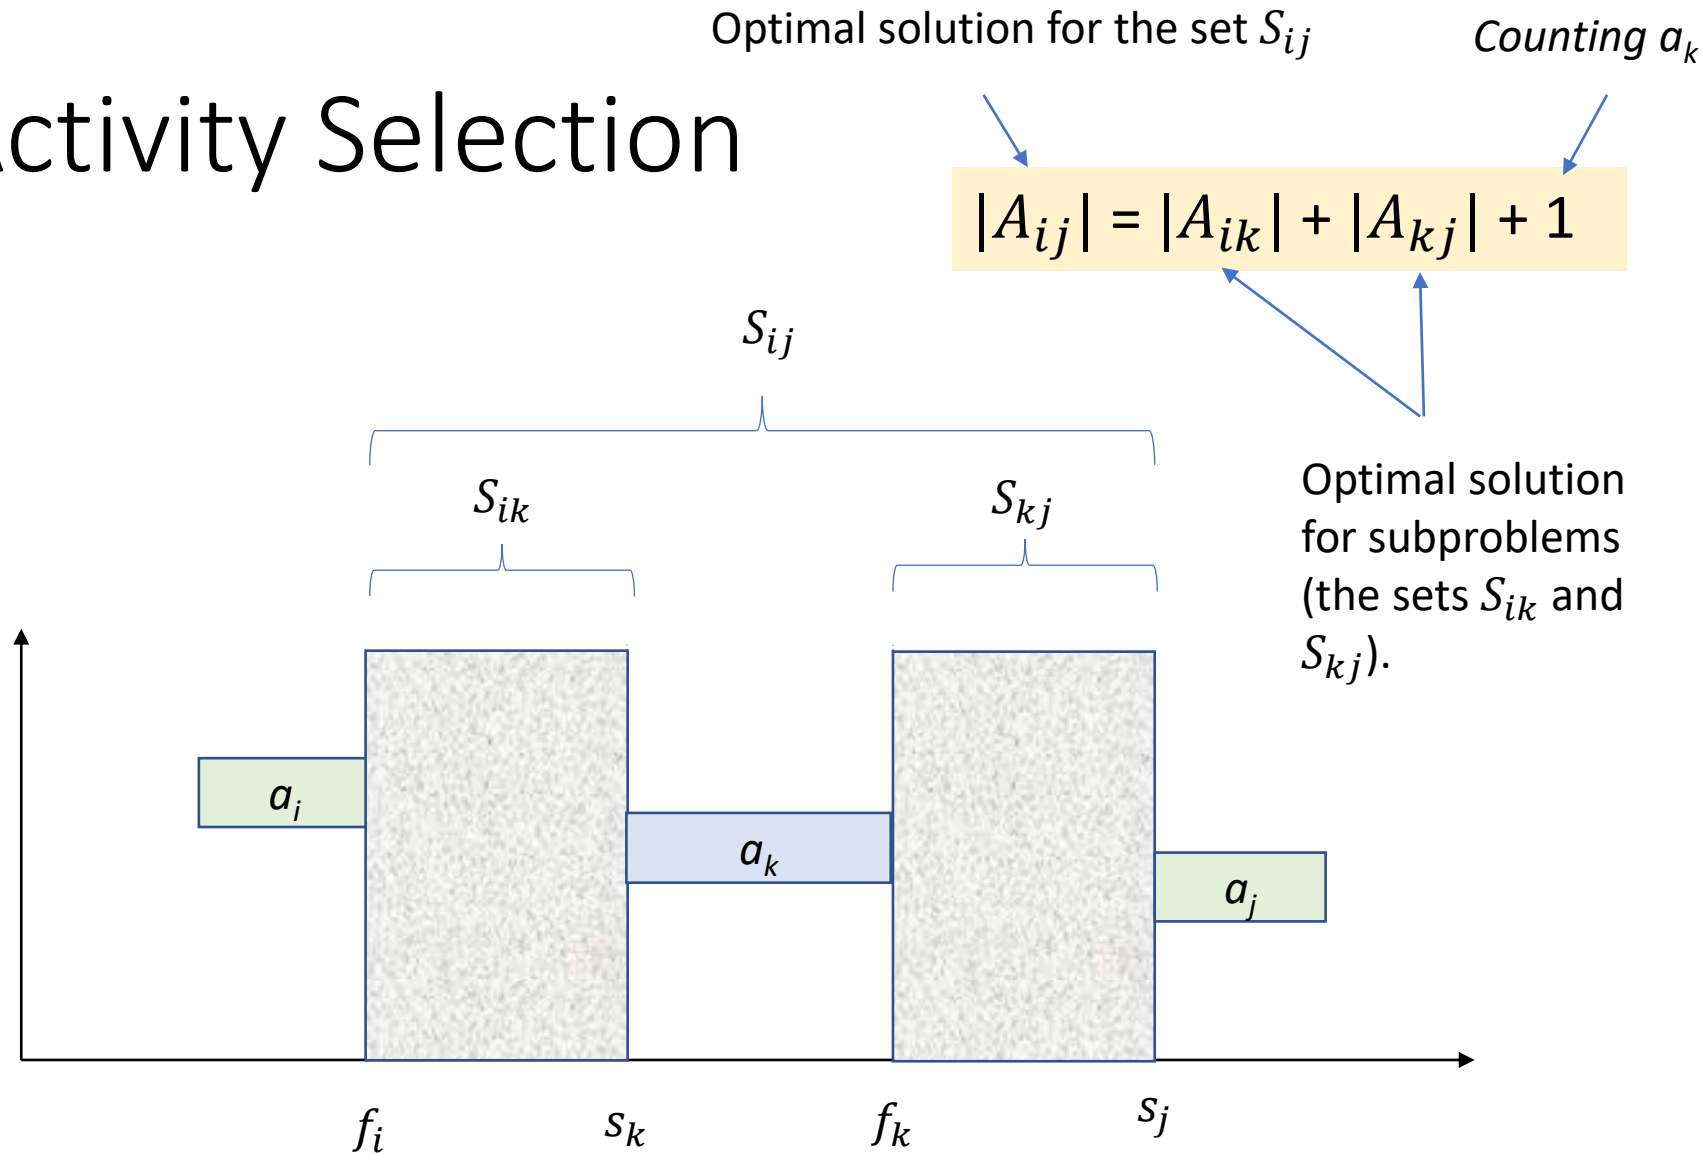 Optimal solution for the set S_ij
Counting a_k
Activity Selection
|A_ij| = |A_ik| + |A_kj| + 1
S_ij
S_ik
S_kj
Optimal solution
for subproblems
(the sets S_ik and
S_kj).
a_i
a_k
a_j
f_i
s_k
f_k
s_j